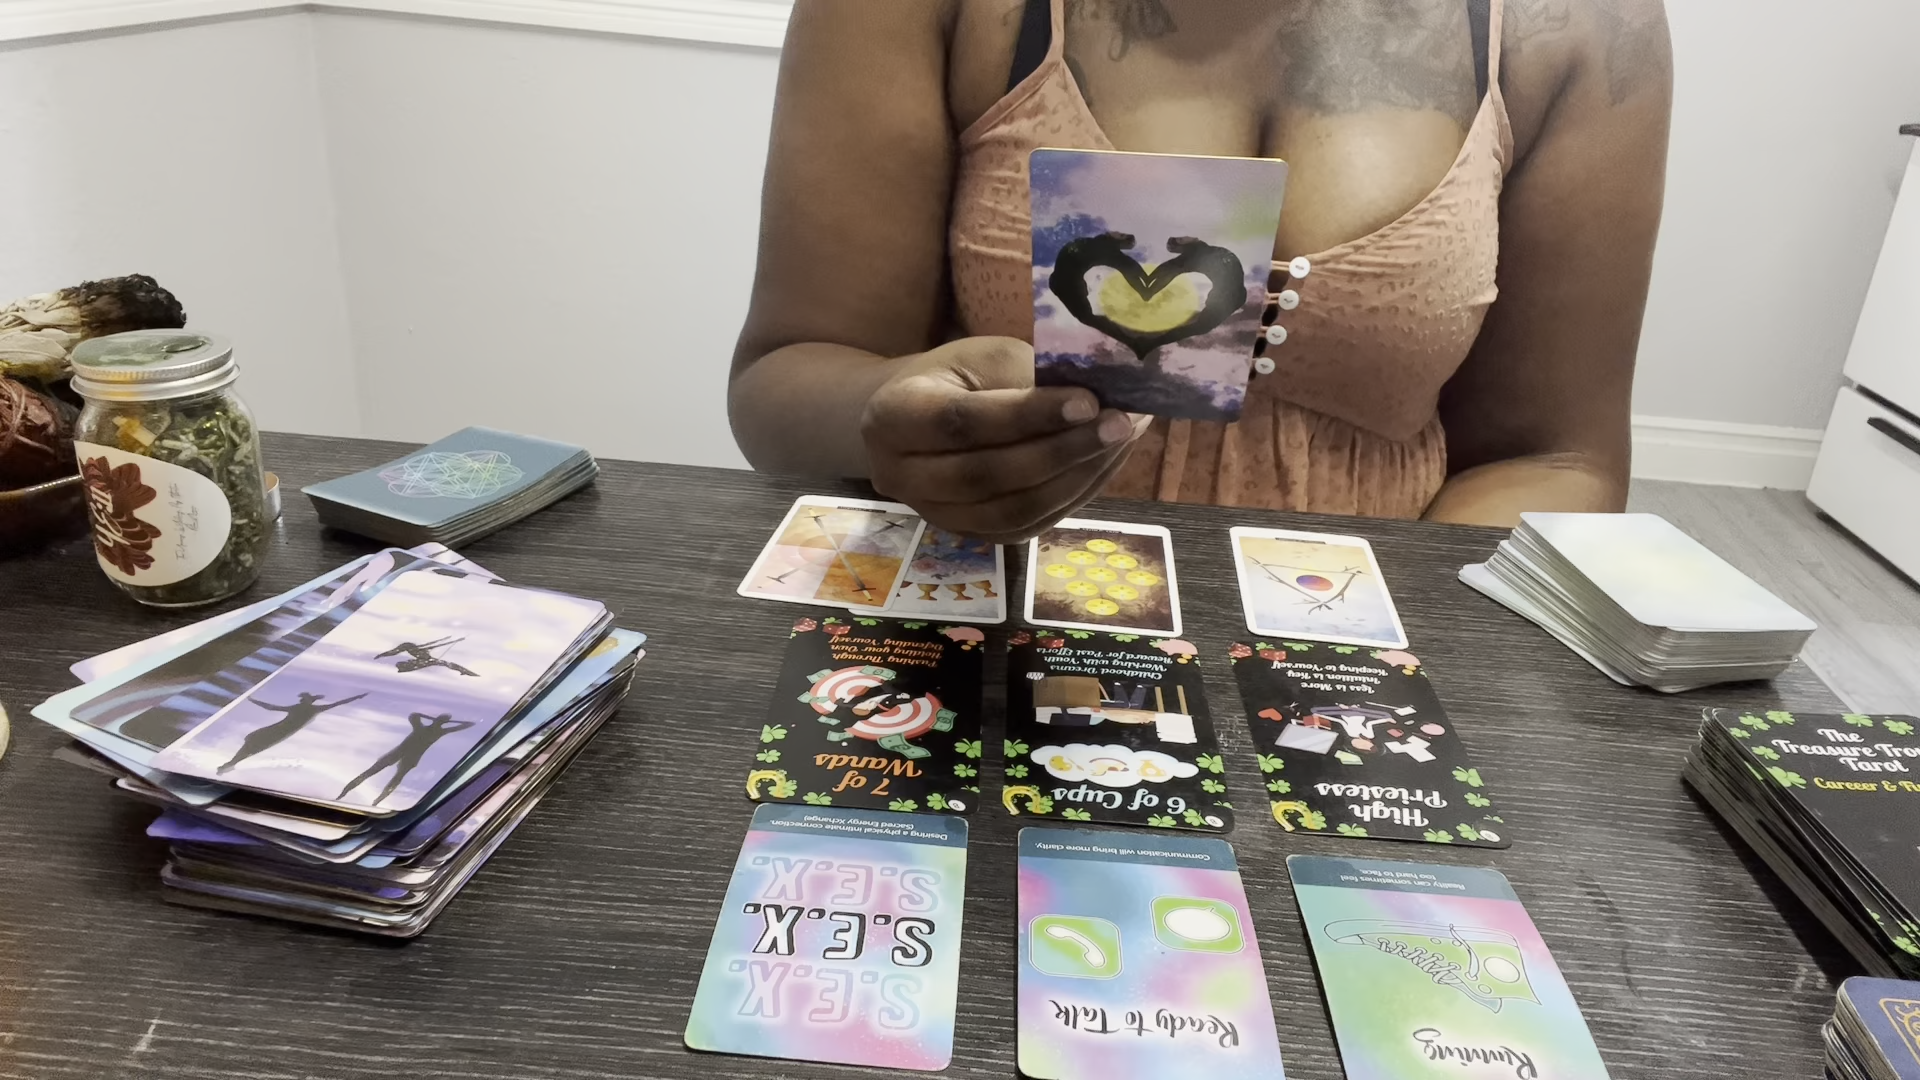 Pushing Through
Holding your Own
Defending Yourself
7 of
Wands
Childhood Dreams
Working with Youth
Reward for Past Efforts
6 of Cups
Less is More
Intuition is Key
Keeping to Yourself
High
Priestess
The
Treasure Trove
Tarot
Career &
Desiring a physical intimate connection.
(Sacred Energy Xchange)
S.E.X.
S.E.X.
S.E.X.
Communication will bring more clarity.
Ready to Talk
Reality can sometimes feel
too hard to face.
Running